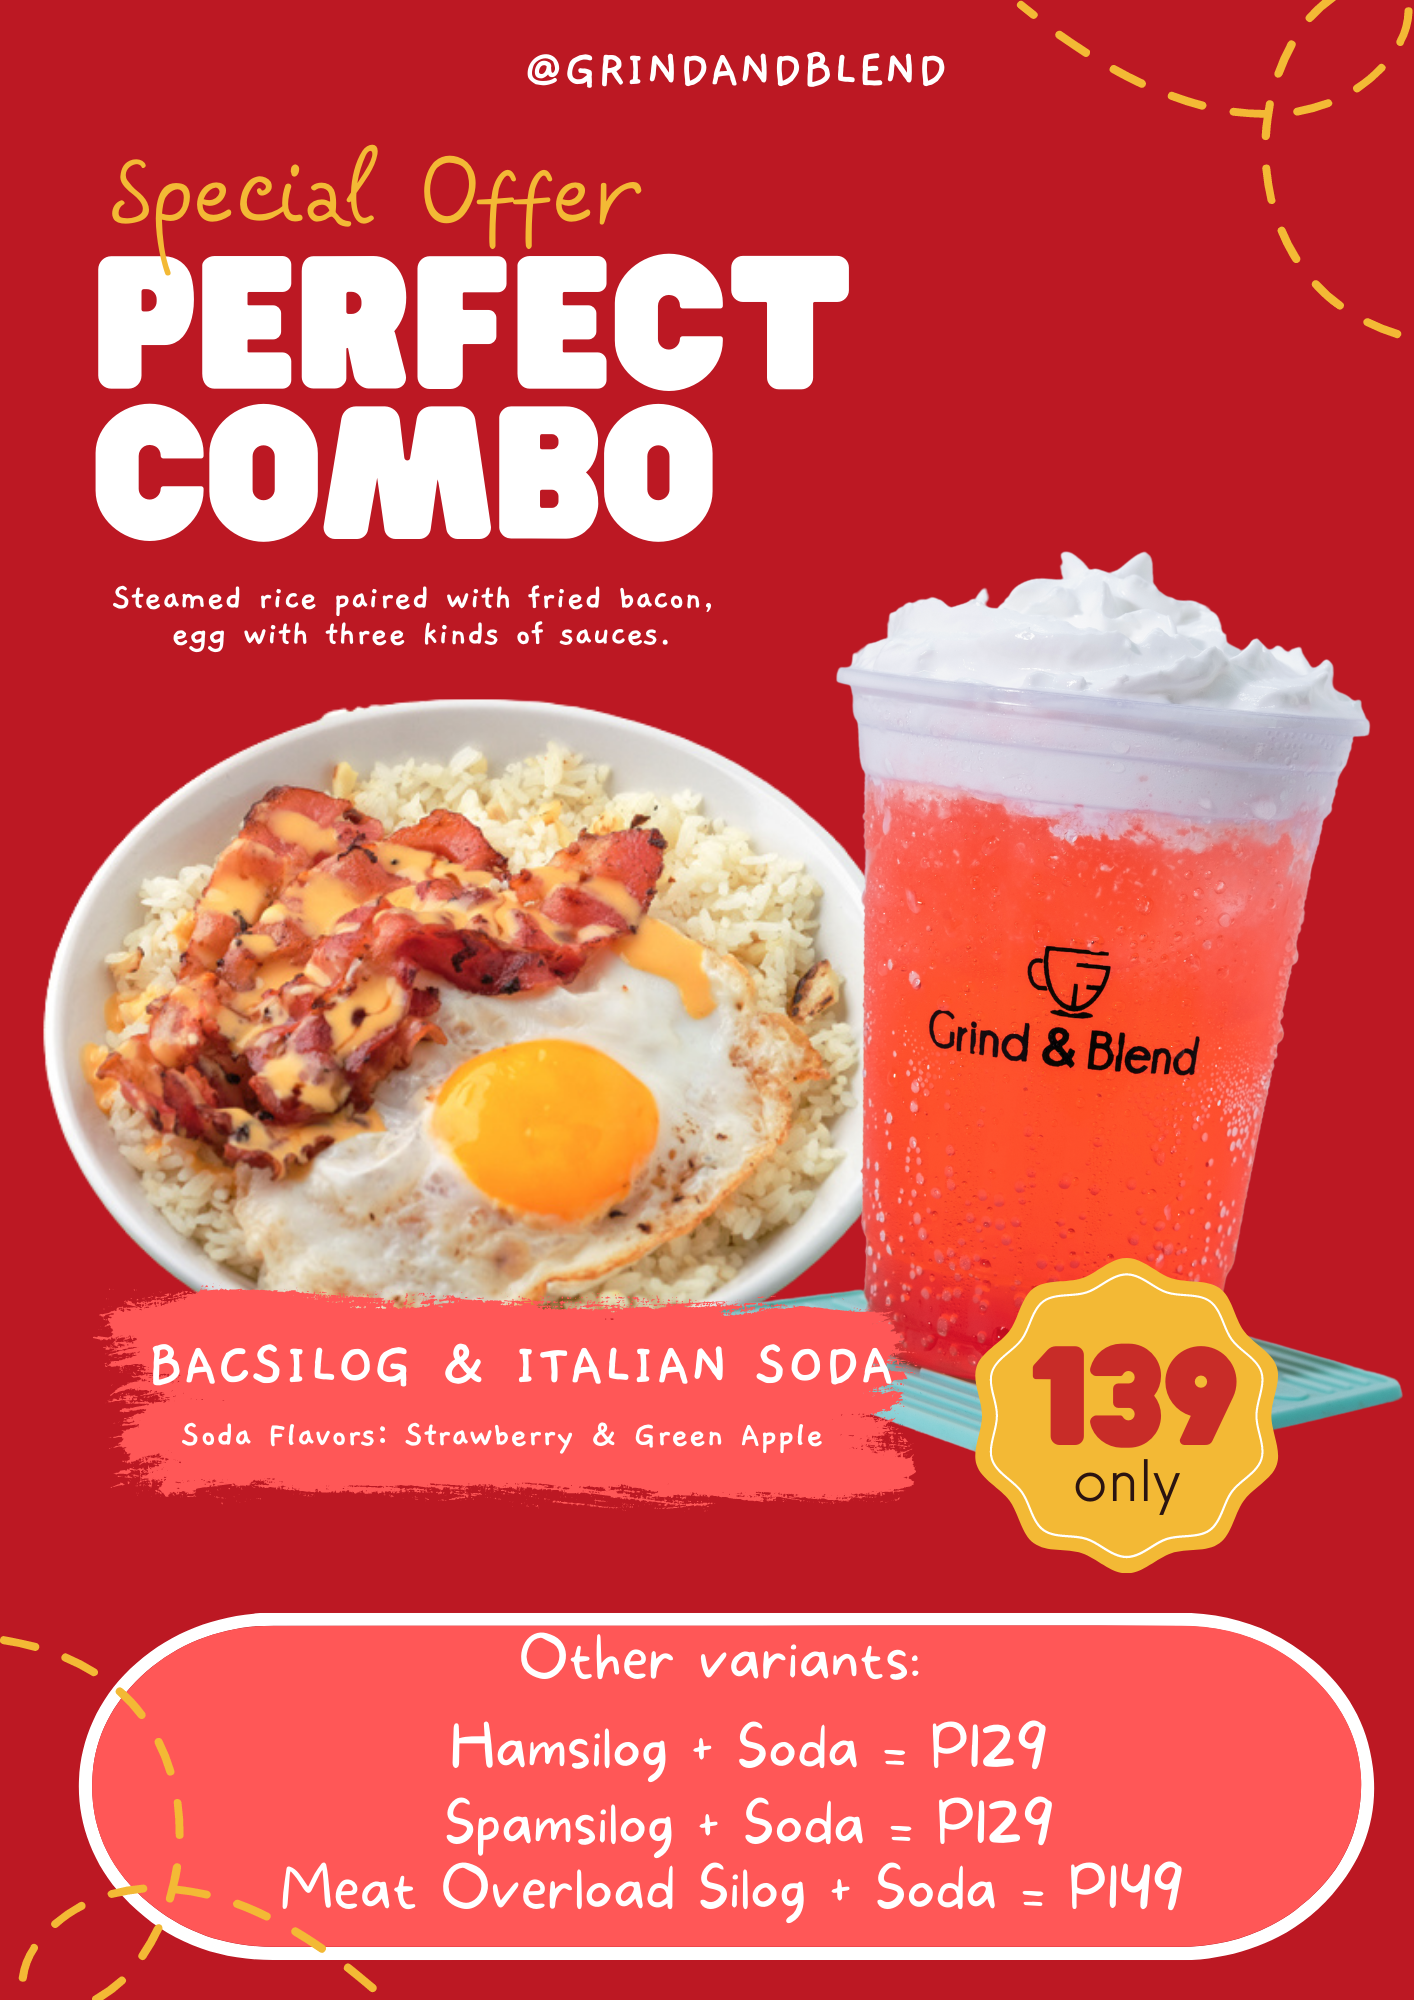 @GRINDANDBLEND
Special Offer
PERFECT
COMBO
Steamed rice paired with fried bacon,
egg with three kinds of sauces.
Grind & Blend
BACSILOG & ITALIAN SODA
Soda Flavors: Strawberry & Green Apple
139
only
Other variants:
Hamsilog + Soda = P129
Spamsilog + Soda = P129
Meat Overload Silog + Soda = P149